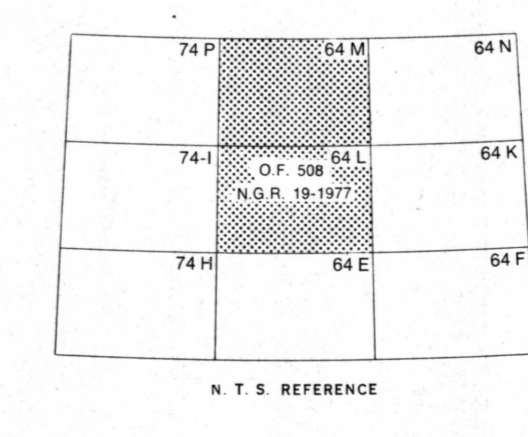 74 P 64 M 64 N
74-I 64 L 64 K
O.F. 508
N.G.R. 19-1977
74 H 64 E 64 F
N. T. S. REFERENCE